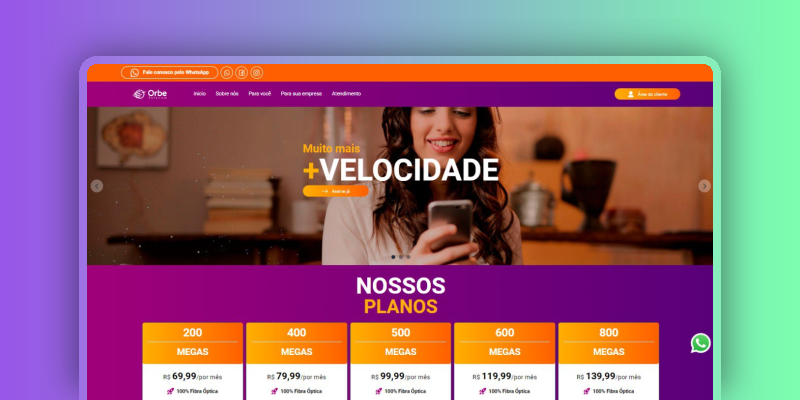 Fale conosco pelo WhatsApp
Orbe
Início Sobre nós Para você Para sua empresa Atendimento
Área do cliente
Muito mais
+VELOCIDADE
Assine já
NOSSOS
PLANOS
200 400 500 600 800
MEGAS MEGAS MEGAS MEGAS MEGAS
R$ 69,99/por mês R$ 79,99/por mês R$ 99,99/por mês R$ 119,99/por mês R$ 139,99/por mês
100% Fibra Óptica 100% Fibra Óptica 100% Fibra Óptica 100% Fibra Óptica 100% Fibra Óptica